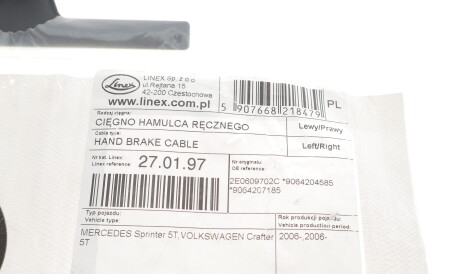 Linex
LINEX Sp. z o.o.
ul. Rejtana 15
42-200 Częstochowa
www.linex.com.pl
5 907668 218479
PL
Rodzaj cięgna:
CIĘGNO HAMULCA RĘCZNEGO
Lewy/Prawy
Cable type:
HAND BRAKE CABLE
Left/Right
Nr kat. Linex
Linex reference:
27.01.97
Nr oryginału:
OE reference:
2E0609702C *9064204585
*9064207185
Typ pojazdu:
Vehicle type:
Rok produkcji pojazdu:
Vehicle production period:
MERCEDES Sprinter 5T,VOLKSWAGEN Crafter
5T
2006-,2006-